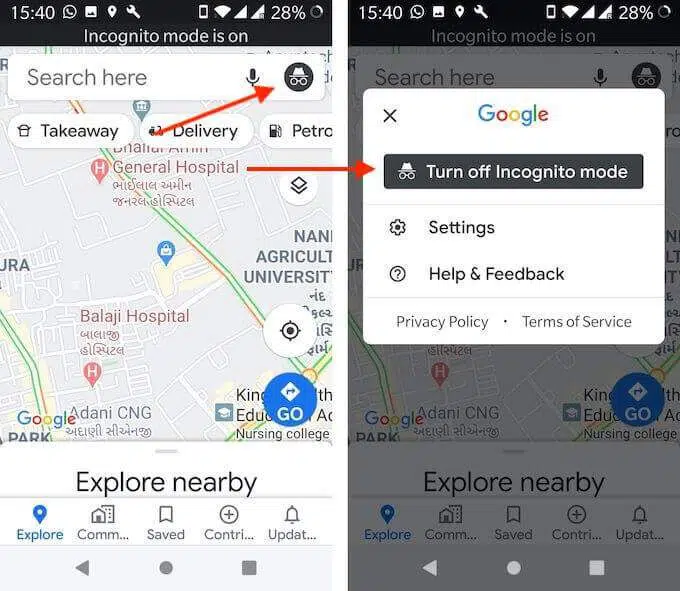 15:40
28%
Incognito mode is on
Search here
Takeaway
Delivery
Petro
Bhailal Amin
General Hospital
ભાઈલાલ અમીન
જનરલ હોસ્પિટલ
NAN
AGRICUL
UNIVERSITY
URA
Balaji Hospital
બાલાજી
હોસ્પિટલ
Adani CNG
અદાણી સીએનજી
King
Educ
Ad
Nursing college
Google
PARK
GO
Explore nearby
Explore
Comm...
Saved
Contri...
Updat...
15:40
28%
Incognito mode is on
Search here
Google
Turn off Incognito mode
Settings
Help & Feedback
Privacy Policy • Terms of Service
Adani CNG
અદાણી સીએનજી
King
Educ
Ad
Nursing college
Google
PARK
GO
Explore nearby
Explore
Comm...
Saved
Contri...
Updat...